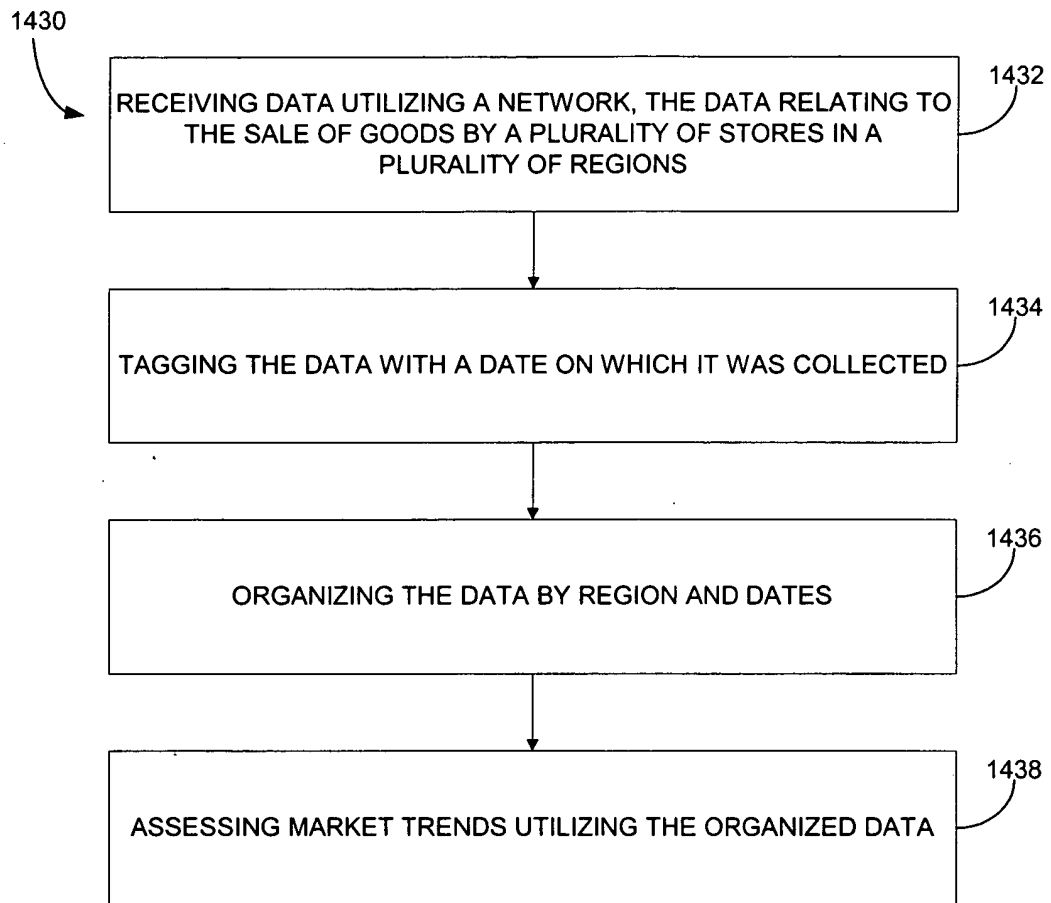 1430
1432
RECEIVING DATA UTILIZING A NETWORK, THE DATA RELATING TO
THE SALE OF GOODS BY A PLURALITY OF STORES IN A
PLURALITY OF REGIONS
1434
TAGGING THE DATA WITH A DATE ON WHICH IT WAS COLLECTED
1436
ORGANIZING THE DATA BY REGION AND DATES
1438
ASSESSING MARKET TRENDS UTILIZING THE ORGANIZED DATA